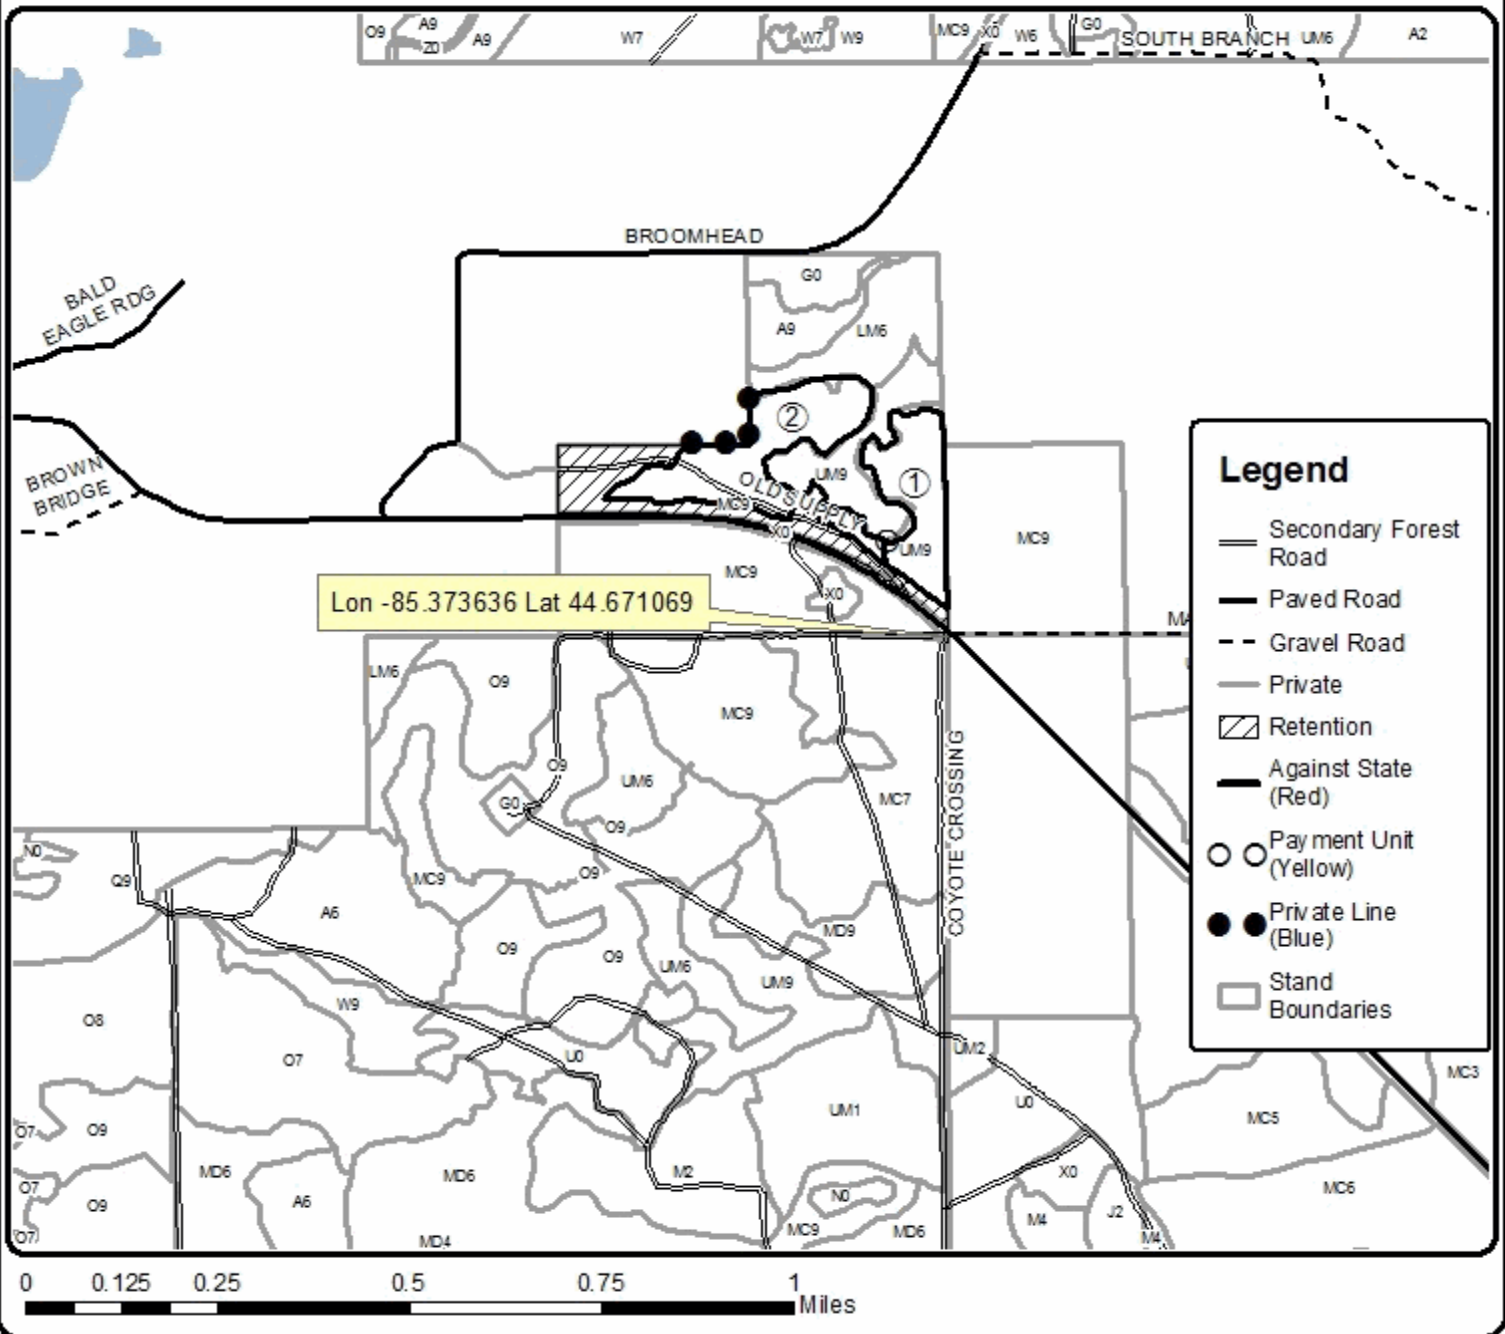 O9
A9
Z0
A9
W7
W7
W9
MC9
X0
W6
G0
SOUTH BRANCH
UM6
A2
BROOMHEAD
BALD
EAGLE RDG
G0
A9
LM6
BROWN
BRIDGE
2
1
UM9
OLD SUPPLY
MC9
X0
UM9
MC9
MC9
X0
Lon -85.373636 Lat 44.671069
LM6
O9
MC9
O9
UM6
G0
O9
MC7
COYOTE CROSSING
N0
Q9
MC9
O9
A6
O9
O9
MD9
UM6
UM9
W9
O8
O7
U0
UM2
U0
UM1
MC5
MC3
O7
O9
MD6
A6
MD6
M2
N0
X0
MC6
O7
O9
M4
J2
O7
MD4
MC9
MD6
M4
Legend
Secondary Forest
Road
Paved Road
Gravel Road
Private
Retention
Against State
(Red)
Payment Unit
(Yellow)
Private Line
(Blue)
Stand
Boundaries
0 0.125 0.25 0.5 0.75 1
Miles